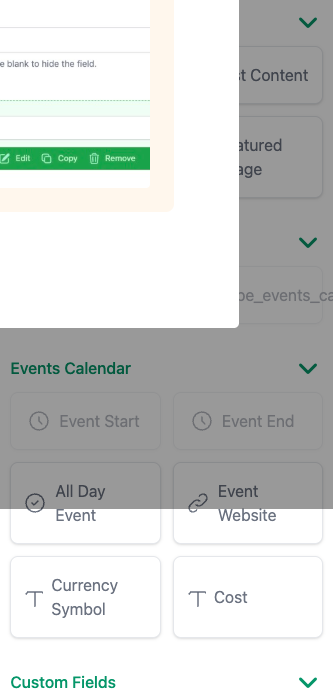 e blank to hide the field.
st Content
atured
age
Edit Copy Remove
be_events_ca
Events Calendar
Event Start
Event End
All Day
Event
Event
Website
Currency
Symbol
Cost
Custom Fields